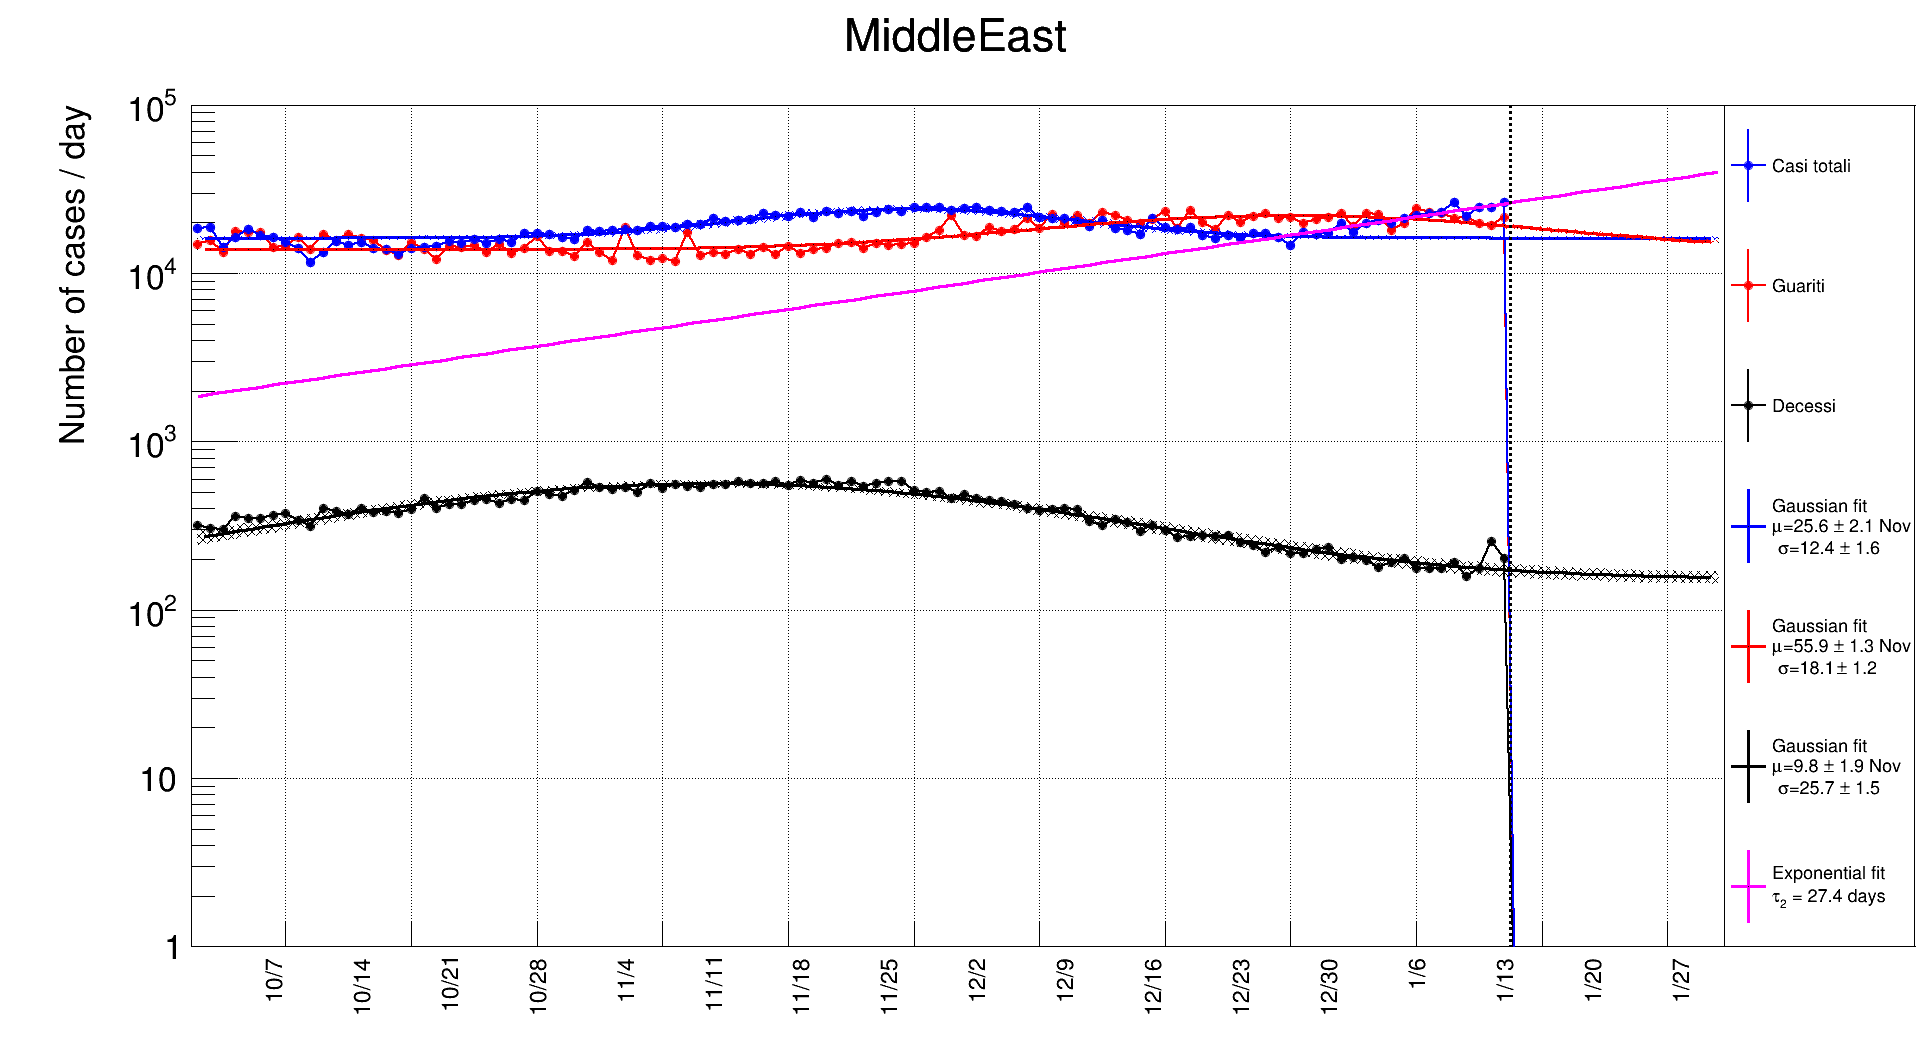 MiddleEast
Number of cases / day
10^5
10^4
10^3
10^2
10
1
10/7
10/14
10/21
10/28
11/4
11/11
11/18
11/25
12/2
12/9
12/16
12/23
12/30
1/6
1/13
1/20
1/27
Casi totali
Guariti
Decessi
Gaussian fit
μ=25.6 ± 2.1 Nov
σ=12.4 ± 1.6
Gaussian fit
μ=55.9 ± 1.3 Nov
σ=18.1 ± 1.2
Gaussian fit
μ=9.8 ± 1.9 Nov
σ=25.7 ± 1.5
Exponential fit
τ₂ = 27.4 days